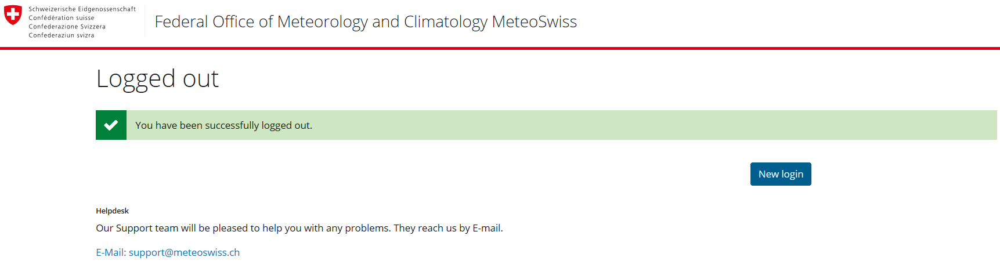 Schweizerische Eidgenossenschaft
Confédération suisse
Confederazione Svizzera
Confederaziun svizra
Federal Office of Meteorology and Climatology MeteoSwiss
Logged out
You have been successfully logged out.
New login
Helpdesk
Our Support team will be pleased to help you with any problems. They reach us by E-mail.
E-Mail: support@meteoswiss.ch